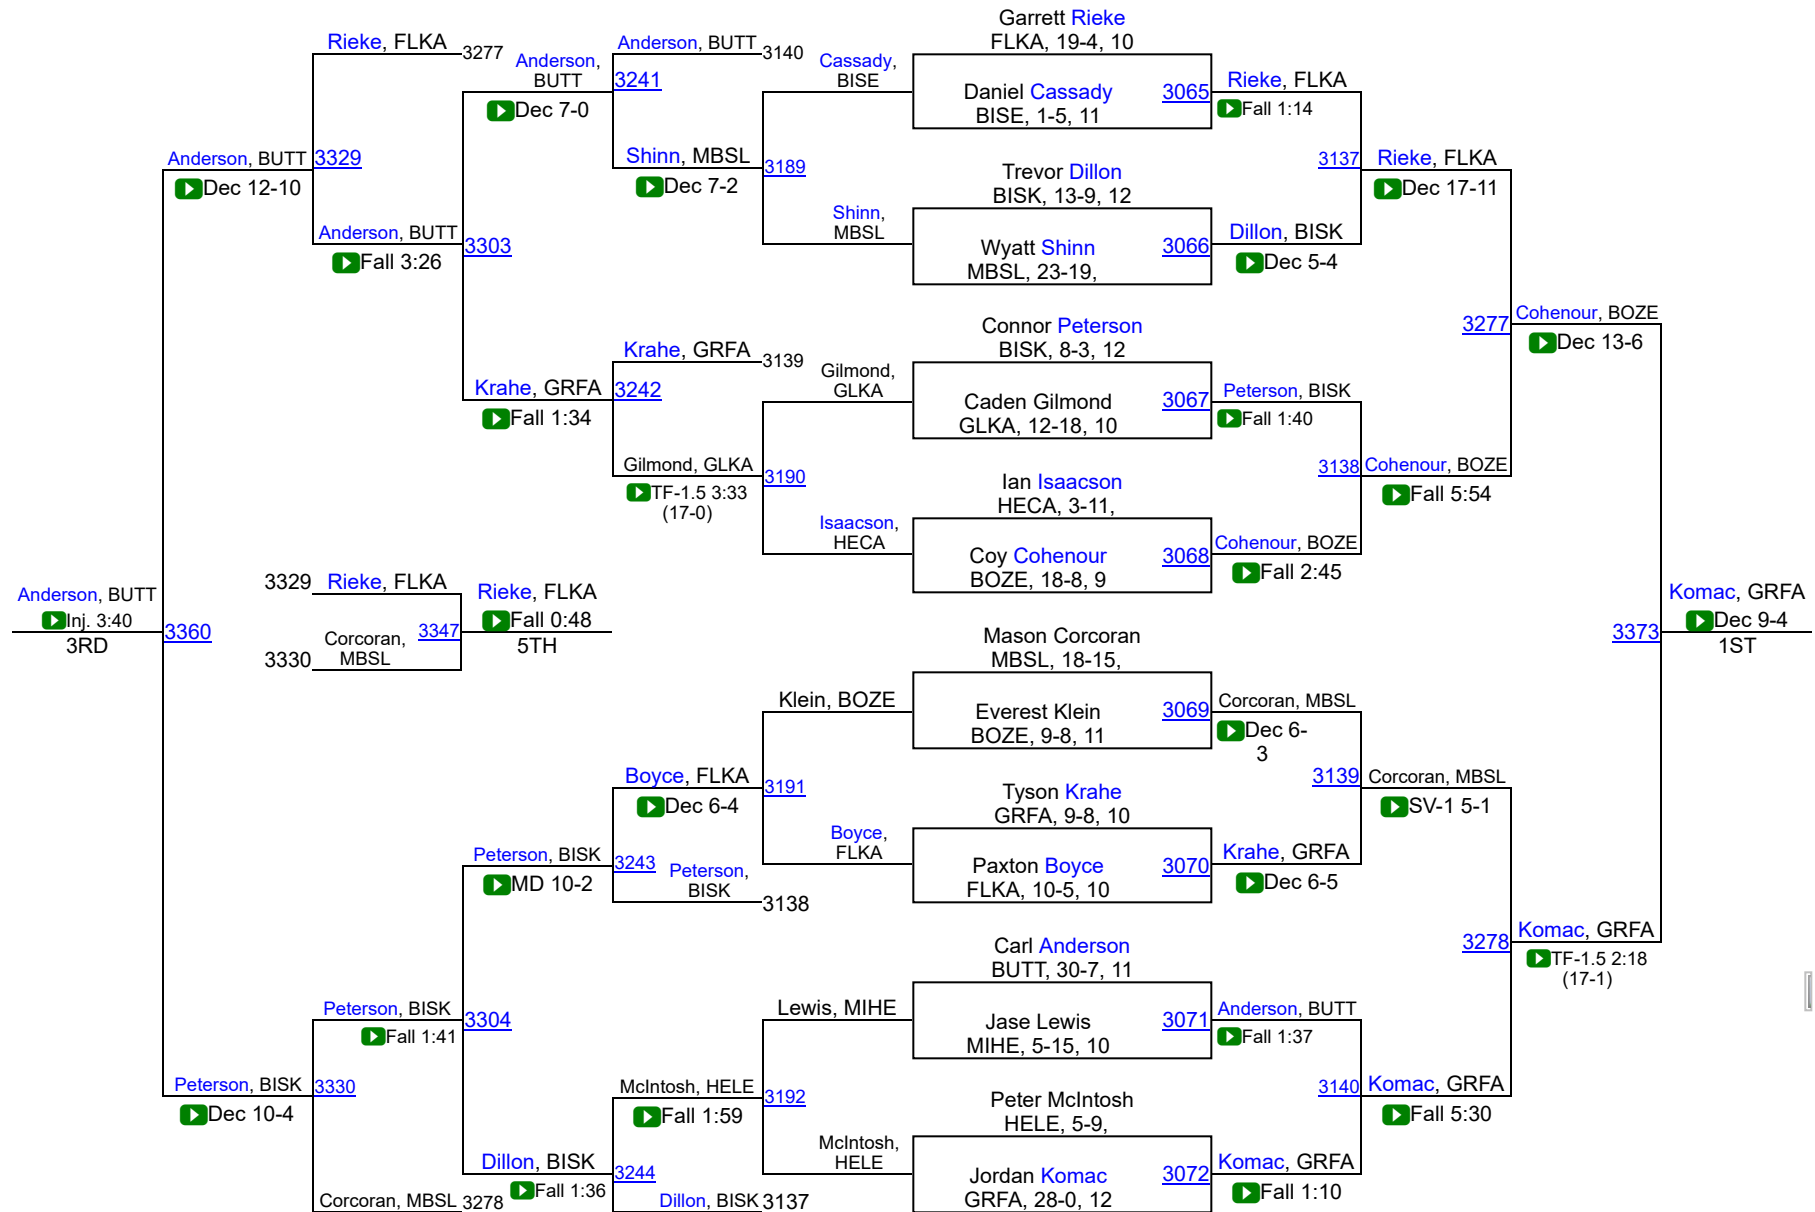 Garrett Rieke
FLKA, 19-4, 10
Rieke, FLKA
3277
Anderson, BUTT
3140
Anderson,
BUTT
3241
Cassady,
BISE
Daniel Cassady
BISE, 1-5, 11
3065
Rieke, FLKA
Fall 1:14
Dec 7-0
Anderson, BUTT
3329
Dec 12-10
Shinn, MBSL
3189
Dec 7-2
Trevor Dillon
BISK, 13-9, 12
3137
Rieke, FLKA
Dec 17-11
Shinn,
MBSL
Wyatt Shinn
MBSL, 23-19,
3066
Dillon, BISK
Dec 5-4
Anderson, BUTT
3303
Fall 3:26
3277
Cohenour, BOZE
Dec 13-6
Connor Peterson
BISK, 8-3, 12
Krahe, GRFA
3139
Gilmond,
GLKA
Krahe, GRFA
3242
Fall 1:34
Caden Gilmond
GLKA, 12-18, 10
3067
Peterson, BISK
Fall 1:40
Gilmond, GLKA
3190
TF-1.5 3:33
(17-0)
Ian Isaacson
HECA, 3-11,
3138
Cohenour, BOZE
Fall 5:54
Isaacson,
HECA
Coy Cohenour
BOZE, 18-8, 9
3068
Cohenour, BOZE
Fall 2:45
3329
Rieke, FLKA
Rieke, FLKA
Fall 0:48
5TH
Anderson, BUTT
Inj. 3:40
3RD
3360
Corcoran,
MBSL
3347
3330
Komac, GRFA
3373
Dec 9-4
1ST
Mason Corcoran
MBSL, 18-15,
Klein, BOZE
Everest Klein
BOZE, 9-8, 11
3069
Corcoran, MBSL
Dec 6-
3
Boyce, FLKA
3191
Dec 6-4
Tyson Krahe
GRFA, 9-8, 10
3139
Corcoran, MBSL
SV-1 5-1
Peterson, BISK
3243
MD 10-2
Peterson,
BISK
3138
Boyce,
FLKA
Paxton Boyce
FLKA, 10-5, 10
3070
Krahe, GRFA
Dec 6-5
Carl Anderson
BUTT, 30-7, 11
3278
Komac, GRFA
TF-1.5 2:18
(17-1)
Peterson, BISK
3304
Fall 1:41
Lewis, MIHE
Jase Lewis
MIHE, 5-15, 10
3071
Anderson, BUTT
Fall 1:37
Peterson, BISK
3330
Dec 10-4
McIntosh, HELE
3192
Fall 1:59
Peter McIntosh
HELE, 5-9,
3140
Komac, GRFA
Fall 5:30
McIntosh,
HELE
Dillon, BISK
3244
Fall 1:36
Jordan Komac
GRFA, 28-0, 12
3072
Komac, GRFA
Fall 1:10
Corcoran, MBSL
3278
Dillon, BISK
3137